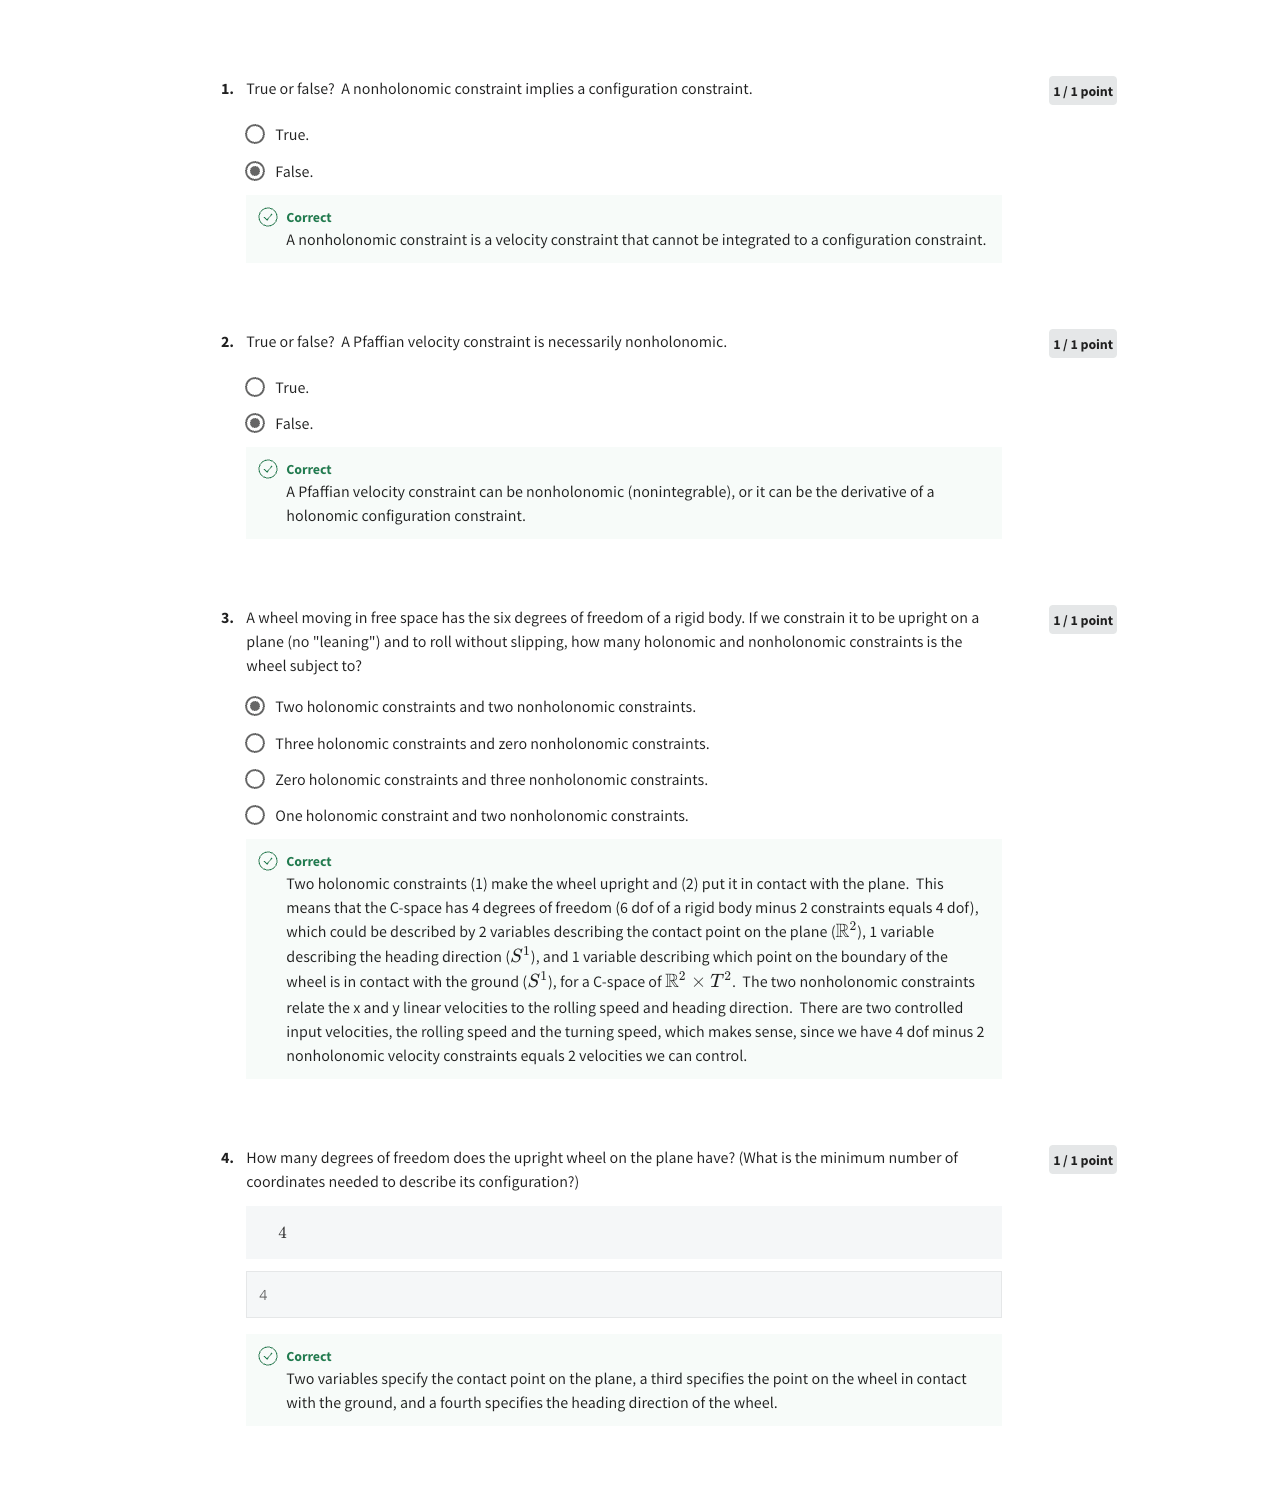 1. True or false?  A nonholonomic constraint implies a configuration constraint.
1 / 1 point
True.
False.
Correct
A nonholonomic constraint is a velocity constraint that cannot be integrated to a configuration constraint.
2. True or false?  A Pfaffian velocity constraint is necessarily nonholonomic.
1 / 1 point
True.
False.
Correct
A Pfaffian velocity constraint can be nonholonomic (nonintegrable), or it can be the derivative of a
holonomic configuration constraint.
3. A wheel moving in free space has the six degrees of freedom of a rigid body. If we constrain it to be upright on a
1 / 1 point
plane (no "leaning") and to roll without slipping, how many holonomic and nonholonomic constraints is the
wheel subject to?
Two holonomic constraints and two nonholonomic constraints.
Three holonomic constraints and zero nonholonomic constraints.
Zero holonomic constraints and three nonholonomic constraints.
One holonomic constraint and two nonholonomic constraints.
Correct
Two holonomic constraints (1) make the wheel upright and (2) put it in contact with the plane.  This
means that the C-space has 4 degrees of freedom (6 dof of a rigid body minus 2 constraints equals 4 dof),
which could be described by 2 variables describing the contact point on the plane (ℝ²), 1 variable
describing the heading direction (S¹), and 1 variable describing which point on the boundary of the
wheel is in contact with the ground (S¹), for a C-space of ℝ² × T².  The two nonholonomic constraints
relate the x and y linear velocities to the rolling speed and heading direction.  There are two controlled
input velocities, the rolling speed and the turning speed, which makes sense, since we have 4 dof minus 2
nonholonomic velocity constraints equals 2 velocities we can control.
4. How many degrees of freedom does the upright wheel on the plane have? (What is the minimum number of
1 / 1 point
coordinates needed to describe its configuration?)
4
4
Correct
Two variables specify the contact point on the plane, a third specifies the point on the wheel in contact
with the ground, and a fourth specifies the heading direction of the wheel.